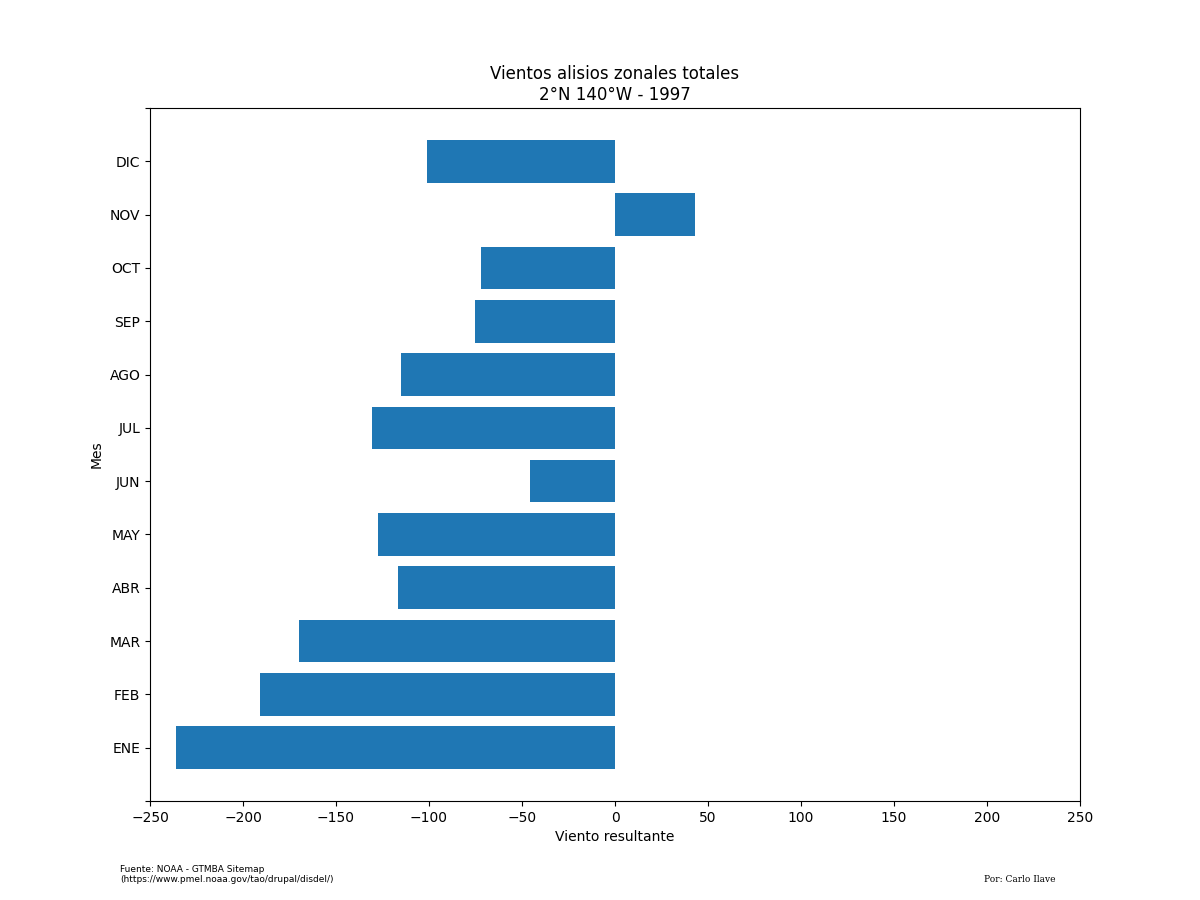 Vientos alisios zonales totales
2°N 140°W - 1997
DIC
NOV
OCT
SEP
AGO
JUL
JUN
MAY
ABR
MAR
FEB
ENE
Mes
−250 −200 −150 −100 −50 0 50 100 150 200 250
Viento resultante
Fuente: NOAA - GTMBA Sitemap
(https://www.pmel.noaa.gov/tao/drupal/disdel/)
Por: Carlo Ilave